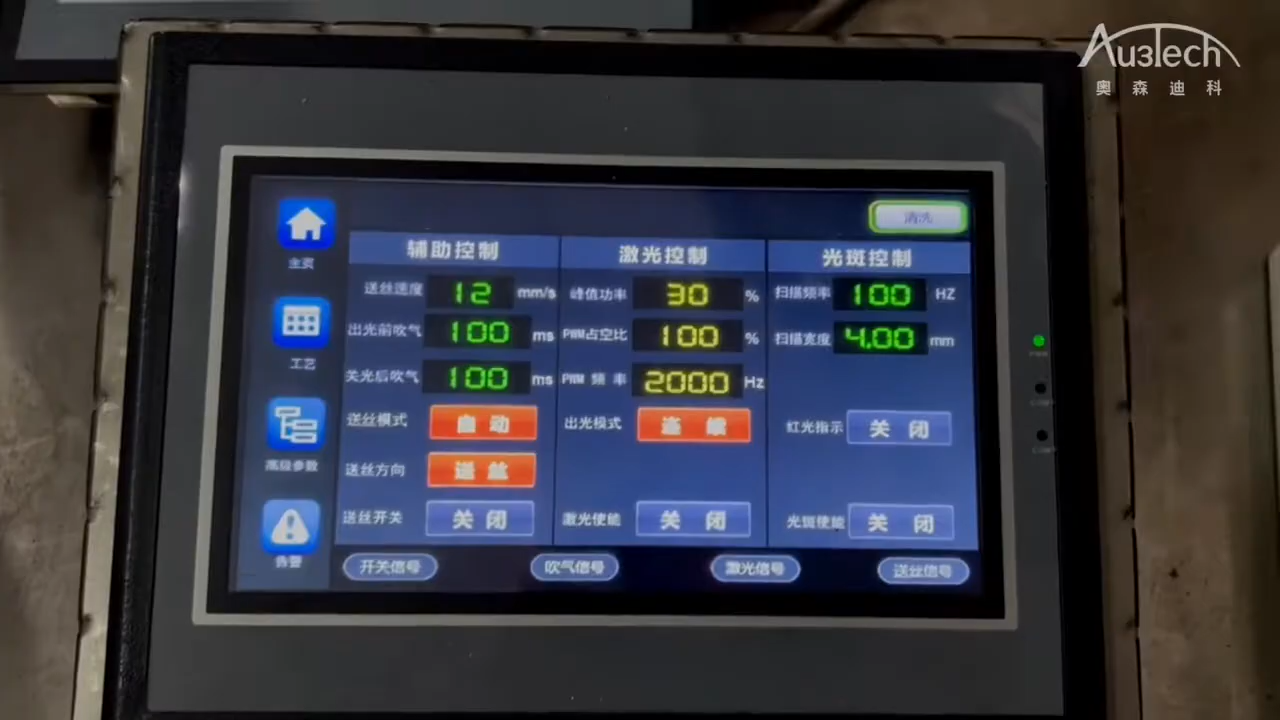 Au3Tech
奥森迪科
清洗
主页
工艺
高级参数
告警
辅助控制
送丝速度 12 mm/s
出光前吹气 100 ms
关光后吹气 100 ms
送丝模式 自动
送丝方向 送丝
送丝开关 关闭
激光控制
峰值功率 30 %
PWM占空比 100 %
PWM 频 率 2000 Hz
出光模式 连续
激光使能 关闭
光斑控制
扫描频率 100 HZ
扫描宽度 4.00 mm
红光指示 关闭
光斑使能 关闭
开关信号
吹气信号
激光信号
送丝信号